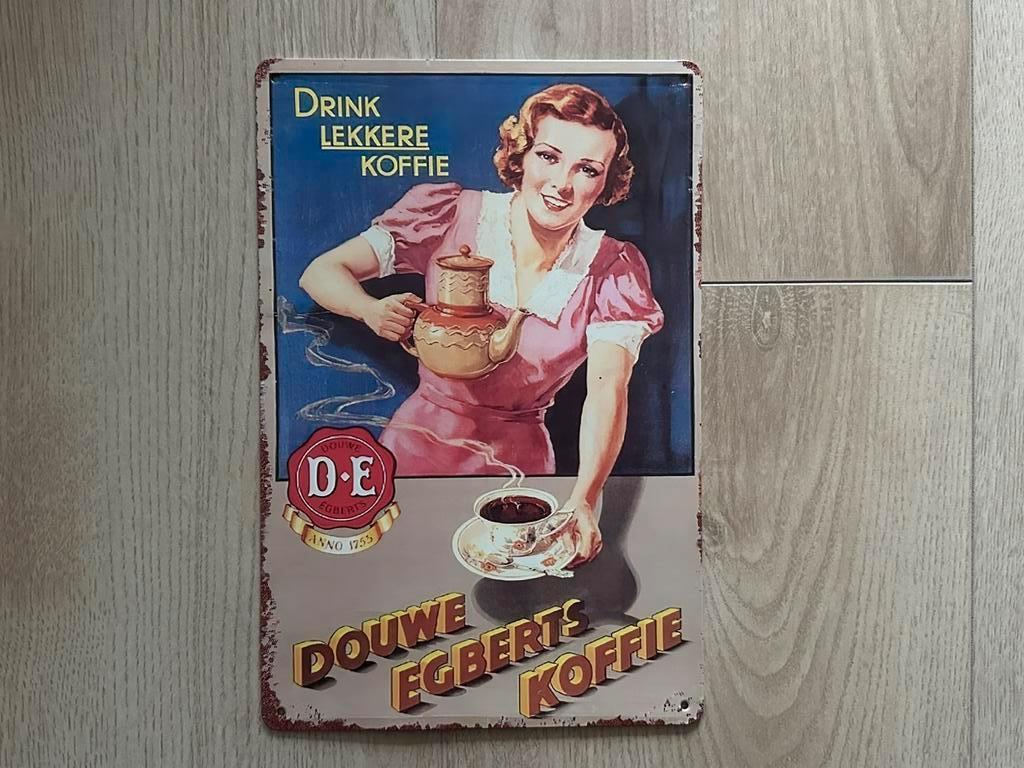 DRINK
LEKKERE
KOFFIE
DOUWE
D·E
EGBERTS
ANNO 1753
DOUWE
EGBERTS
KOFFIE